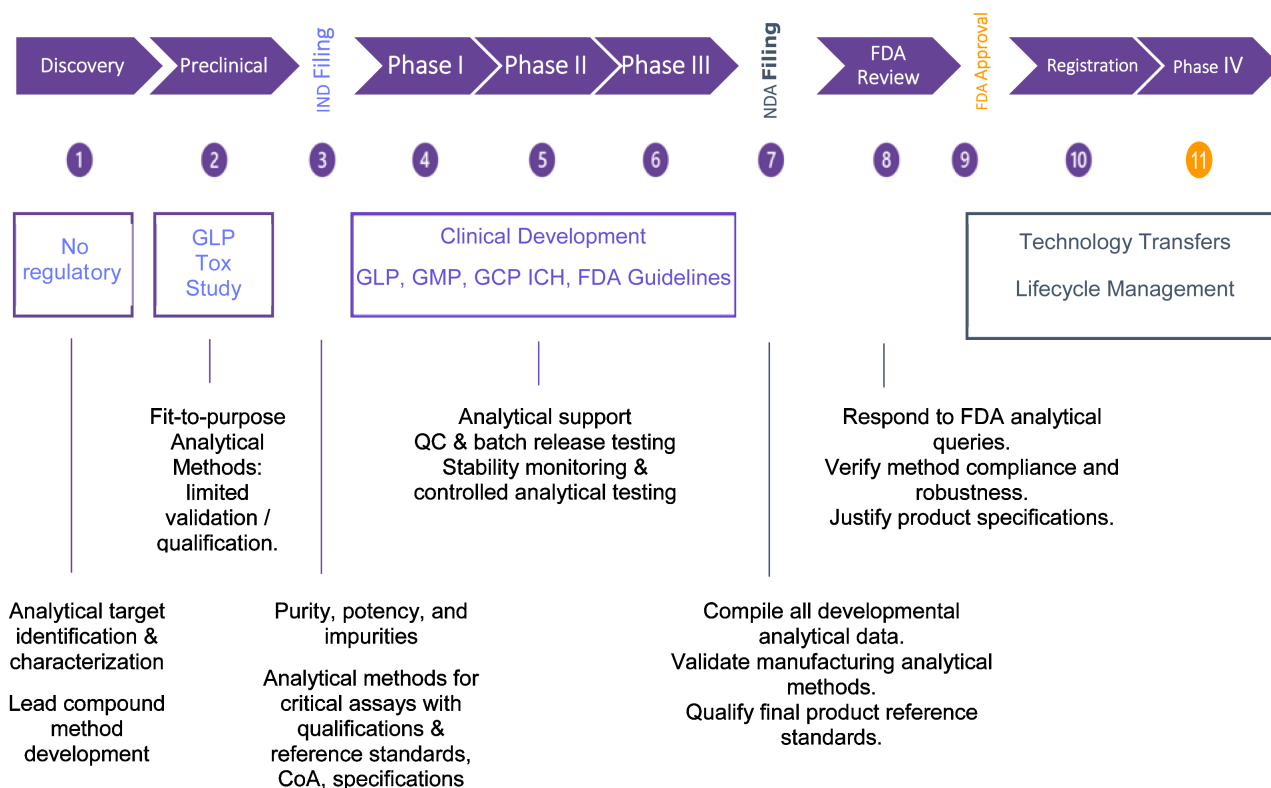 Discovery
Preclinical
IND Filing
Phase I
Phase II
Phase III
NDA Filing
FDA
Review
FDA Approval
Registration
Phase IV
1
2
3
4
5
6
7
8
9
10
11
No
regulatory
GLP
Tox
Study
Clinical Development
GLP, GMP, GCP ICH, FDA Guidelines
Technology Transfers
Lifecycle Management
Fit-to-purpose
Analytical
Methods:
limited
validation /
qualification.
Analytical support
QC & batch release testing
Stability monitoring &
controlled analytical testing
Respond to FDA analytical
queries.
Verify method compliance and
robustness.
Justify product specifications.
Analytical target
identification &
characterization
Lead compound
method
development
Purity, potency, and
impurities
Analytical methods for
critical assays with
qualifications &
reference standards,
CoA, specifications
Compile all developmental
analytical data.
Validate manufacturing analytical
methods.
Qualify final product reference
standards.